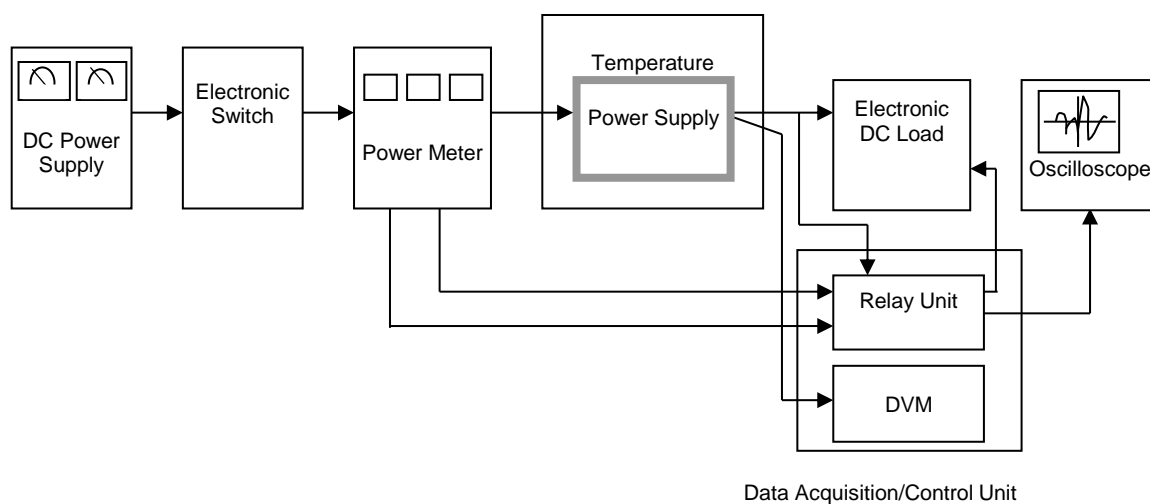 DC Power
Supply
Electronic
Switch
Power Meter
Temperature
Power Supply
Electronic
DC Load
Oscilloscope
Relay Unit
DVM
Data Acquisition/Control Unit